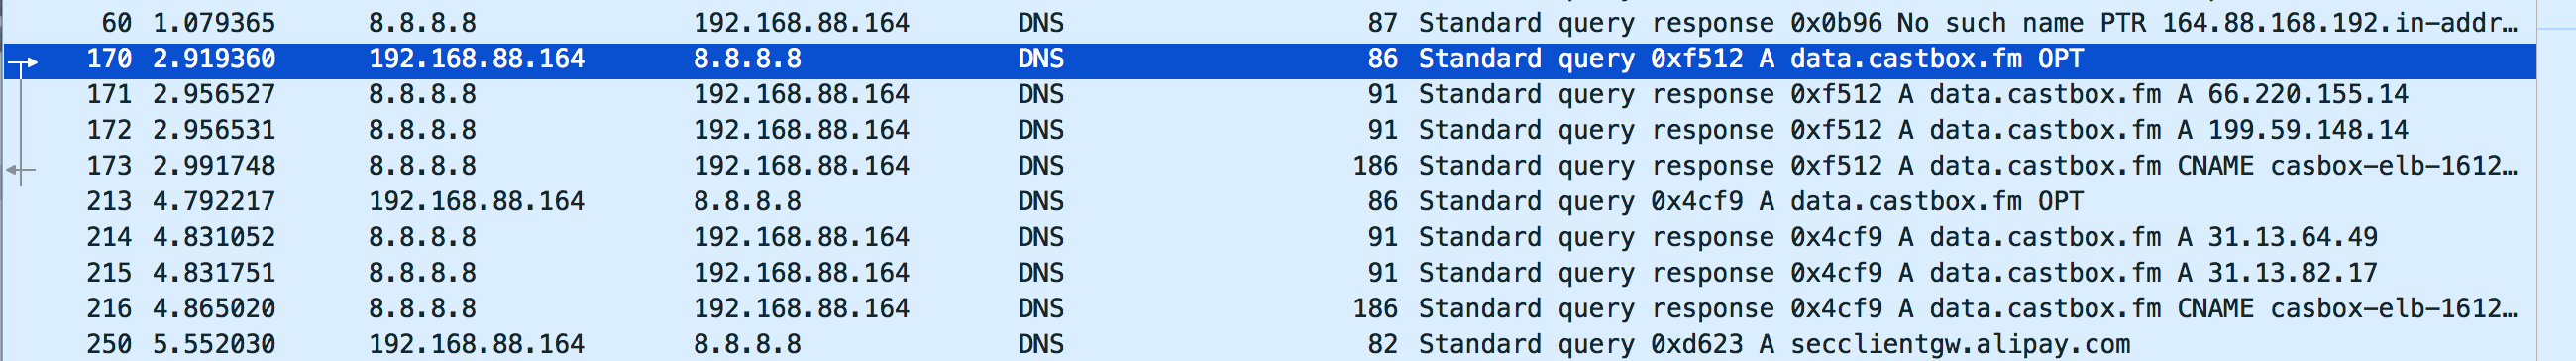 60 1.079365 8.8.8.8 192.168.88.164 DNS 87 Standard query response 0x0b96 No such name PTR 164.88.168.192.in-addr…
170 2.919360 192.168.88.164 8.8.8.8 DNS 86 Standard query 0xf512 A data.castbox.fm OPT
171 2.956527 8.8.8.8 192.168.88.164 DNS 91 Standard query response 0xf512 A data.castbox.fm A 66.220.155.14
172 2.956531 8.8.8.8 192.168.88.164 DNS 91 Standard query response 0xf512 A data.castbox.fm A 199.59.148.14
173 2.991748 8.8.8.8 192.168.88.164 DNS 186 Standard query response 0xf512 A data.castbox.fm CNAME casbox-elb-1612…
213 4.792217 192.168.88.164 8.8.8.8 DNS 86 Standard query 0x4cf9 A data.castbox.fm OPT
214 4.831052 8.8.8.8 192.168.88.164 DNS 91 Standard query response 0x4cf9 A data.castbox.fm A 31.13.64.49
215 4.831751 8.8.8.8 192.168.88.164 DNS 91 Standard query response 0x4cf9 A data.castbox.fm A 31.13.82.17
216 4.865020 8.8.8.8 192.168.88.164 DNS 186 Standard query response 0x4cf9 A data.castbox.fm CNAME casbox-elb-1612…
250 5.552030 192.168.88.164 8.8.8.8 DNS 82 Standard query 0xd623 A secclientgw.alipay.com